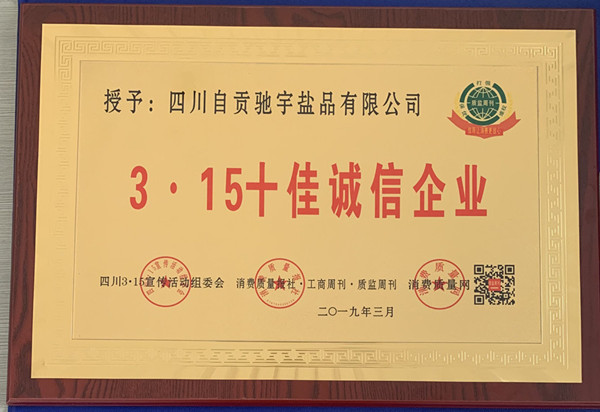 授予：四川自贡驰宇盐品有限公司
质监周刊
3·15十佳诚信企业
四川3·15宣传活动组委会 消费质量报社·工商周刊·质监周刊 消费质量网
二〇一九年三月